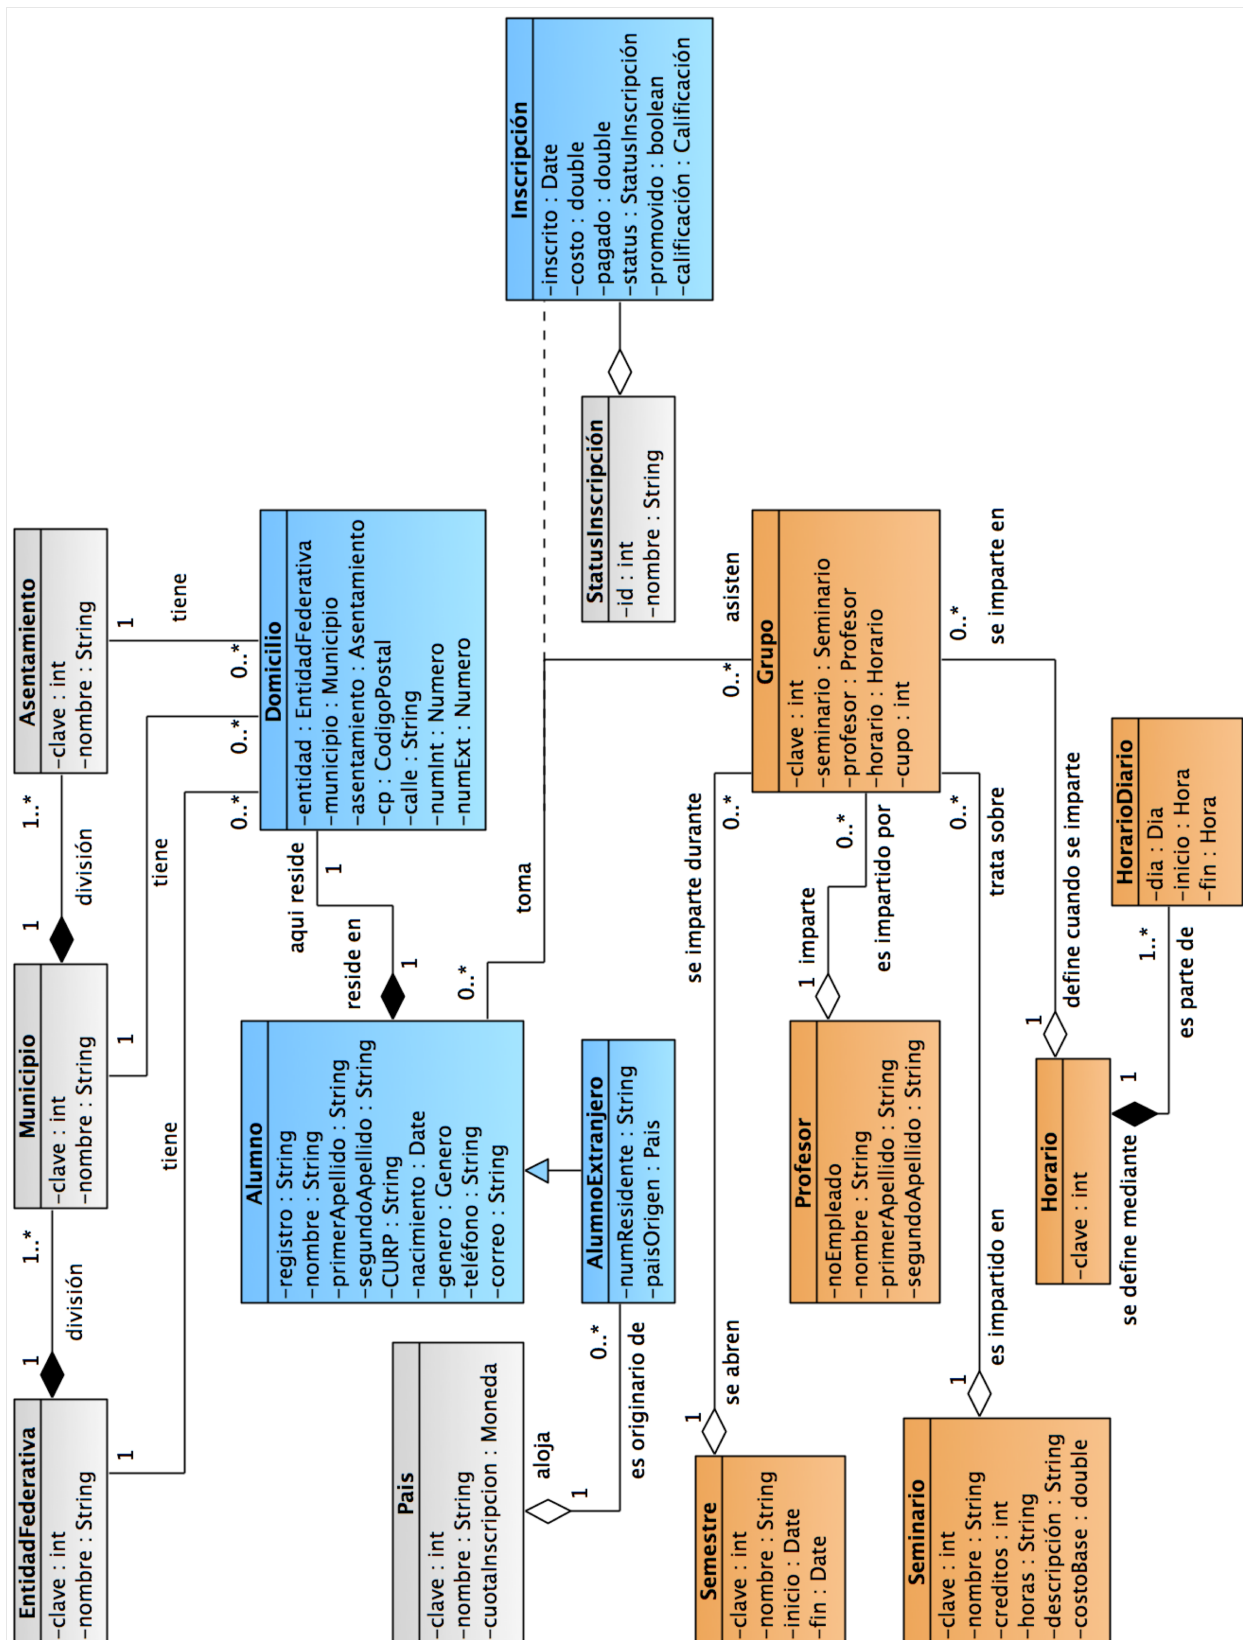 EntidadFederativa
-clave : int
-nombre : String
1
división
1..*
Municipio
-clave : int
-nombre : String
1
división
1..*
Asentamiento
-clave : int
-nombre : String
1
tiene
0..*
1
tiene
0..*
1
tiene
0..*
Domicilio
-entidad : EntidadFederativa
-municipio : Municipio
-asentamiento : Asentamiento
-cp : CodigoPostal
-calle : String
-numInt : Numero
-numExt : Numero
aqui reside
1
reside en
1
Alumno
-registro : String
-nombre : String
-primerApellido : String
-segundoApellido : String
-CURP : String
-nacimiento : Date
-genero : Genero
-teléfono : String
-correo : String
0..*
toma
Pais
-clave : int
-nombre : String
-cuotaInscripcion : Moneda
aloja
1
es originario de
0..*
AlumnoExtranjero
-numResidente : String
-paisOrigen : Pais
Inscripción
-inscrito : Date
-costo : double
-pagado : double
-status : StatusInscripción
-promovido : boolean
-calificación : Calificación
StatusInscripción
-id : int
-nombre : String
asisten
0..*
Grupo
-clave : int
-seminario : Seminario
-profesor : Profesor
-horario : Horario
-cupo : int
Semestre
-clave : int
-nombre : String
-inicio : Date
-fin : Date
1
se abren
se imparte durante
0..*
Profesor
-noEmpleado
-nombre : String
-primerApellido : String
-segundoApellido : String
1 imparte
es impartido por
0..*
Seminario
-clave : int
-nombre : String
-creditos : int
-horas : String
-descripción : String
-costoBase : double
1
es impartido en
trata sobre
0..*
Horario
-clave : int
1
define cuando se imparte
se imparte en
0..*
se define mediante
1
es parte de
1..*
HorarioDiario
-dia : Dia
-inicio : Hora
-fin : Hora